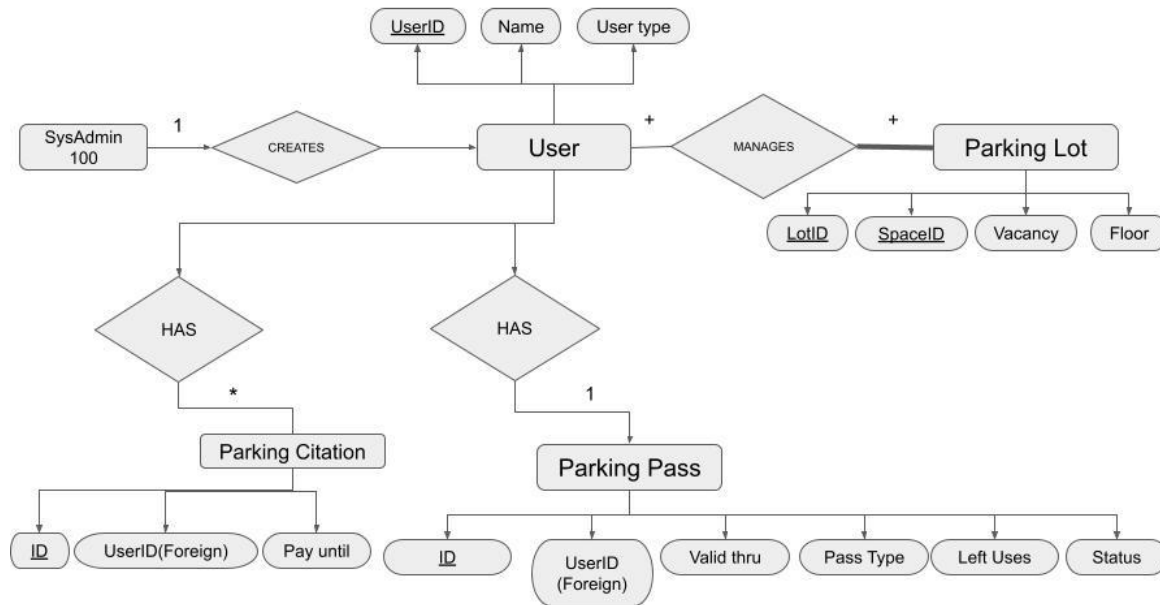 UserID
Name
User type
1
SysAdmin
100
CREATES
User
+
MANAGES
+
Parking Lot
LotID
SpaceID
Vacancy
Floor
HAS
HAS
*
1
Parking Citation
Parking Pass
ID
UserID(Foreign)
Pay until
ID
UserID
(Foreign)
Valid thru
Pass Type
Left Uses
Status